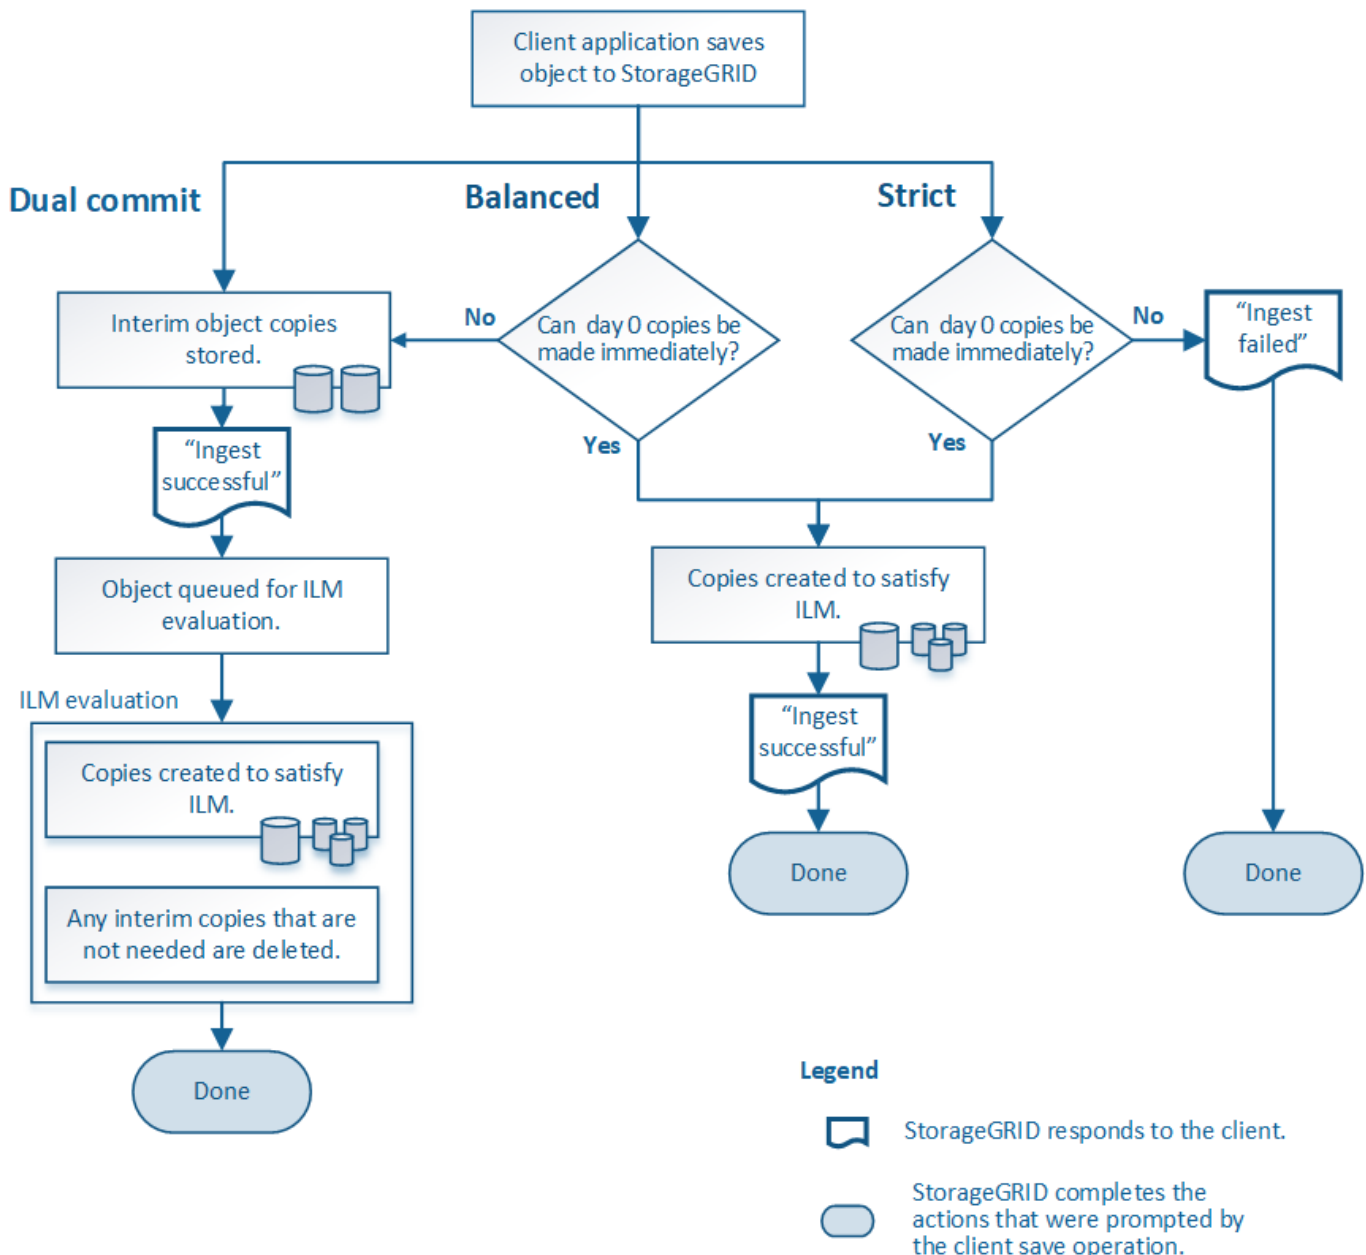 Client application saves
object to StorageGRID
Dual commit
Balanced
Strict
Interim object copies
stored.
No
Can day 0 copies be
made immediately?
Yes
Can day 0 copies be
made immediately?
No
Yes
“Ingest
failed”
“Ingest
successful”
Object queued for ILM
evaluation.
Copies created to satisfy
ILM.
ILM evaluation
“Ingest
successful”
Copies created to satisfy
ILM.
Any interim copies that are
not needed are deleted.
Done
Done
Done
Legend
StorageGRID responds to the client.
StorageGRID completes the
actions that were prompted by
the client save operation.